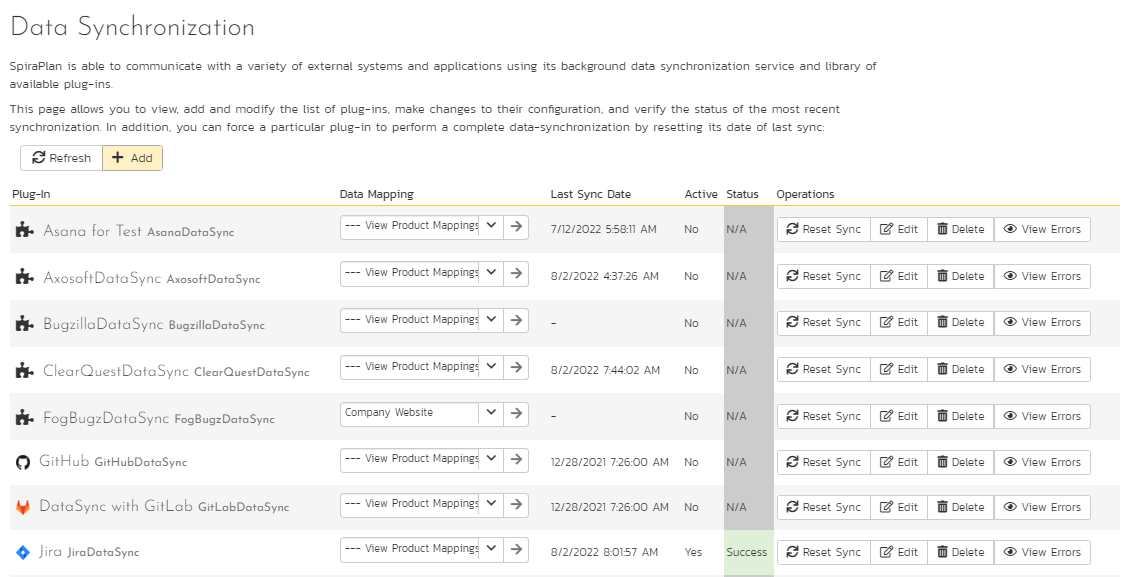 Data Synchronization
SpiraPlan is able to communicate with a variety of external systems and applications using its background data synchronization service and library of
available plug-ins.
This page allows you to view, add and modify the list of plug-ins, make changes to their configuration, and verify the status of the most recent
synchronization. In addition, you can force a particular plug-in to perform a complete data-synchronization by resetting its date of last sync:
Refresh Add
Plug-In Data Mapping Last Sync Date Active Status Operations
Asana for Test AsanaDataSync --- View Product Mappings 7/12/2022 5:58:11 AM No N/A Reset Sync Edit Delete View Errors
AxosoftDataSync AxosoftDataSync --- View Product Mappings 8/2/2022 4:37:26 AM No N/A Reset Sync Edit Delete View Errors
BugzillaDataSync BugzillaDataSync --- View Product Mappings - No N/A Reset Sync Edit Delete View Errors
ClearQuestDataSync ClearQuestDataSync --- View Product Mappings 8/2/2022 7:44:02 AM No N/A Reset Sync Edit Delete View Errors
FogBugzDataSync FogBugzDataSync Company Website - No N/A Reset Sync Edit Delete View Errors
GitHub GitHubDataSync --- View Product Mappings 12/28/2021 7:26:00 AM No N/A Reset Sync Edit Delete View Errors
DataSync with GitLab GitLabDataSync --- View Product Mappings 12/28/2021 7:26:00 AM No N/A Reset Sync Edit Delete View Errors
Jira JiraDataSync --- View Product Mappings 8/2/2022 8:01:57 AM Yes Success Reset Sync Edit Delete View Errors